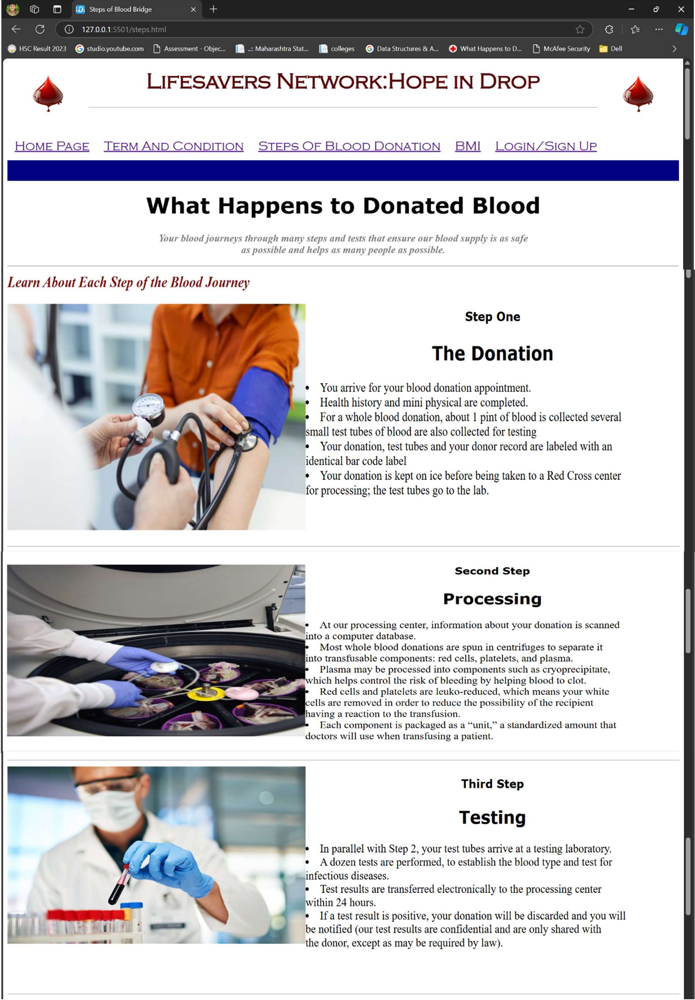 Steps of Blood Bridge
127.0.0.1:5501/steps.html
HSC Result 2023
studio.youtube.com
Assessment - Objec...
..:: Maharashtra Stat...
colleges
Data Structures & A...
What Happens to D...
McAfee Security
Dell
LIFESAVERS NETWORK:HOPE IN DROP
HOME PAGE TERM AND CONDITION STEPS OF BLOOD DONATION BMI LOGIN/SIGN UP
What Happens to Donated Blood
Your blood journeys through many steps and tests that ensure our blood supply is as safe
as possible and helps as many people as possible.
Learn About Each Step of the Blood Journey
Step One
The Donation
• You arrive for your blood donation appointment.
• Health history and mini physical are completed.
• For a whole blood donation, about 1 pint of blood is collected several
small test tubes of blood are also collected for testing
• Your donation, test tubes and your donor record are labeled with an
identical bar code label
• Your donation is kept on ice before being taken to a Red Cross center
for processing; the test tubes go to the lab.
Second Step
Processing
• At our processing center, information about your donation is scanned
into a computer database.
• Most whole blood donations are spun in centrifuges to separate it
into transfusable components: red cells, platelets, and plasma.
• Plasma may be processed into components such as cryoprecipitate,
which helps control the risk of bleeding by helping blood to clot.
• Red cells and platelets are leuko-reduced, which means your white
cells are removed in order to reduce the possibility of the recipient
having a reaction to the transfusion.
• Each component is packaged as a “unit,” a standardized amount that
doctors will use when transfusing a patient.
Third Step
Testing
• In parallel with Step 2, your test tubes arrive at a testing laboratory.
• A dozen tests are performed, to establish the blood type and test for
infectious diseases.
• Test results are transferred electronically to the processing center
within 24 hours.
• If a test result is positive, your donation will be discarded and you will
be notified (our test results are confidential and are only shared with
the donor, except as may be required by law).